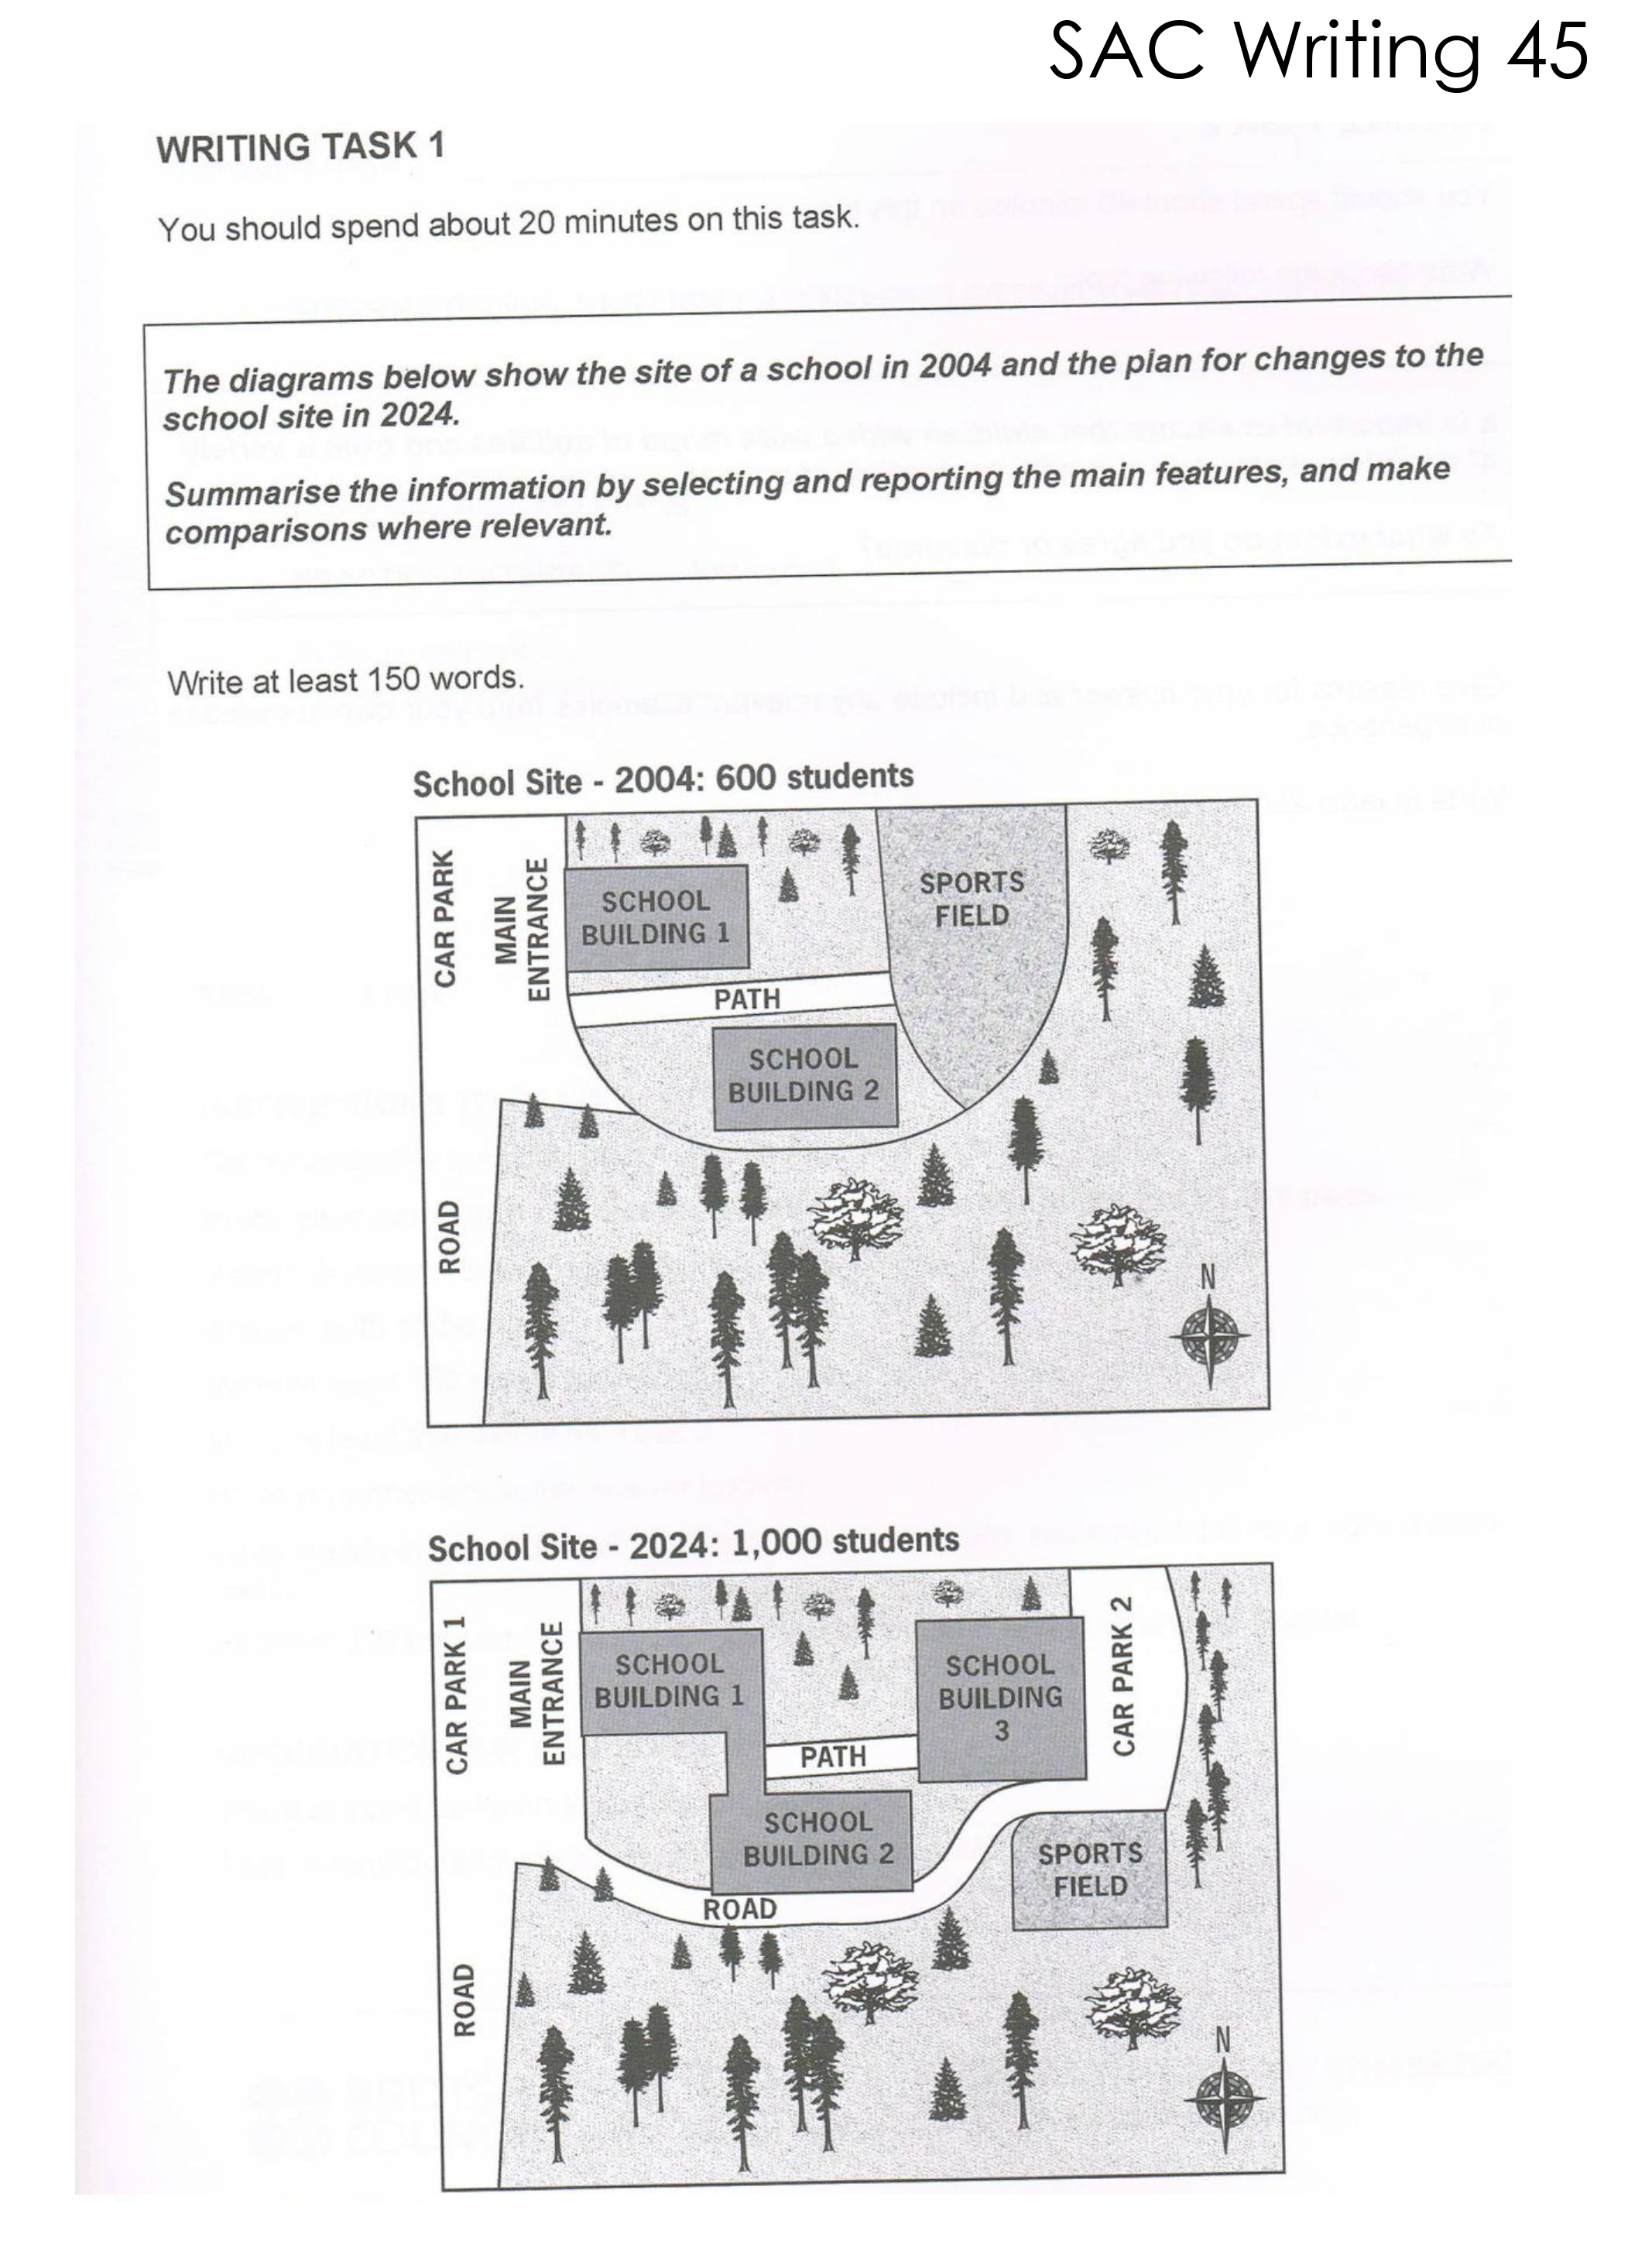 SAC Writing 45
WRITING TASK 1
You should spend about 20 minutes on this task.
The diagrams below show the site of a school in 2004 and the plan for changes to the
school site in 2024.
Summarise the information by selecting and reporting the main features, and make
comparisons where relevant.
Write at least 150 words.
School Site - 2004: 600 students
CAR PARK
MAIN
ENTRANCE
SCHOOL
BUILDING 1
SPORTS
FIELD
PATH
SCHOOL
BUILDING 2
ROAD
N
School Site - 2024: 1,000 students
CAR PARK 1
MAIN
ENTRANCE
SCHOOL
BUILDING 1
SCHOOL
BUILDING
3
CAR PARK 2
PATH
SCHOOL
BUILDING 2
SPORTS
FIELD
ROAD
ROAD
N